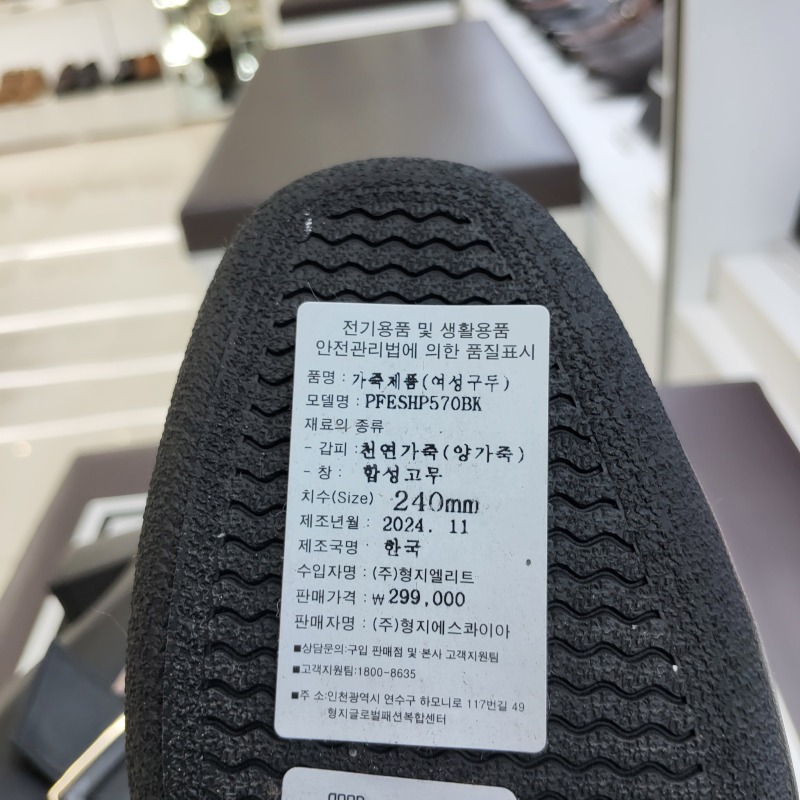 전기용품 및 생활용품
안전관리법에 의한 품질표시
품명 : 가죽제품(여성구두)
모델명 : PFESHP570BK
재료의 종류
- 갑피 : 천연가죽(양가죽)
- 창 : 합성고무
치수(Size) 240mm
제조년월 : 2024. 11
제조국명 : 한국
수입자명 : (주)형지엘리트
판매가격 : ₩299,000
판매자명 : (주)형지에스콰이아
■상담문의:구입 판매점 및 본사 고객지원팀
■고객지원팀:1800-8635
■주 소:인천광역시 연수구 하모니로 117번길 49
형지글로벌패션복합센터